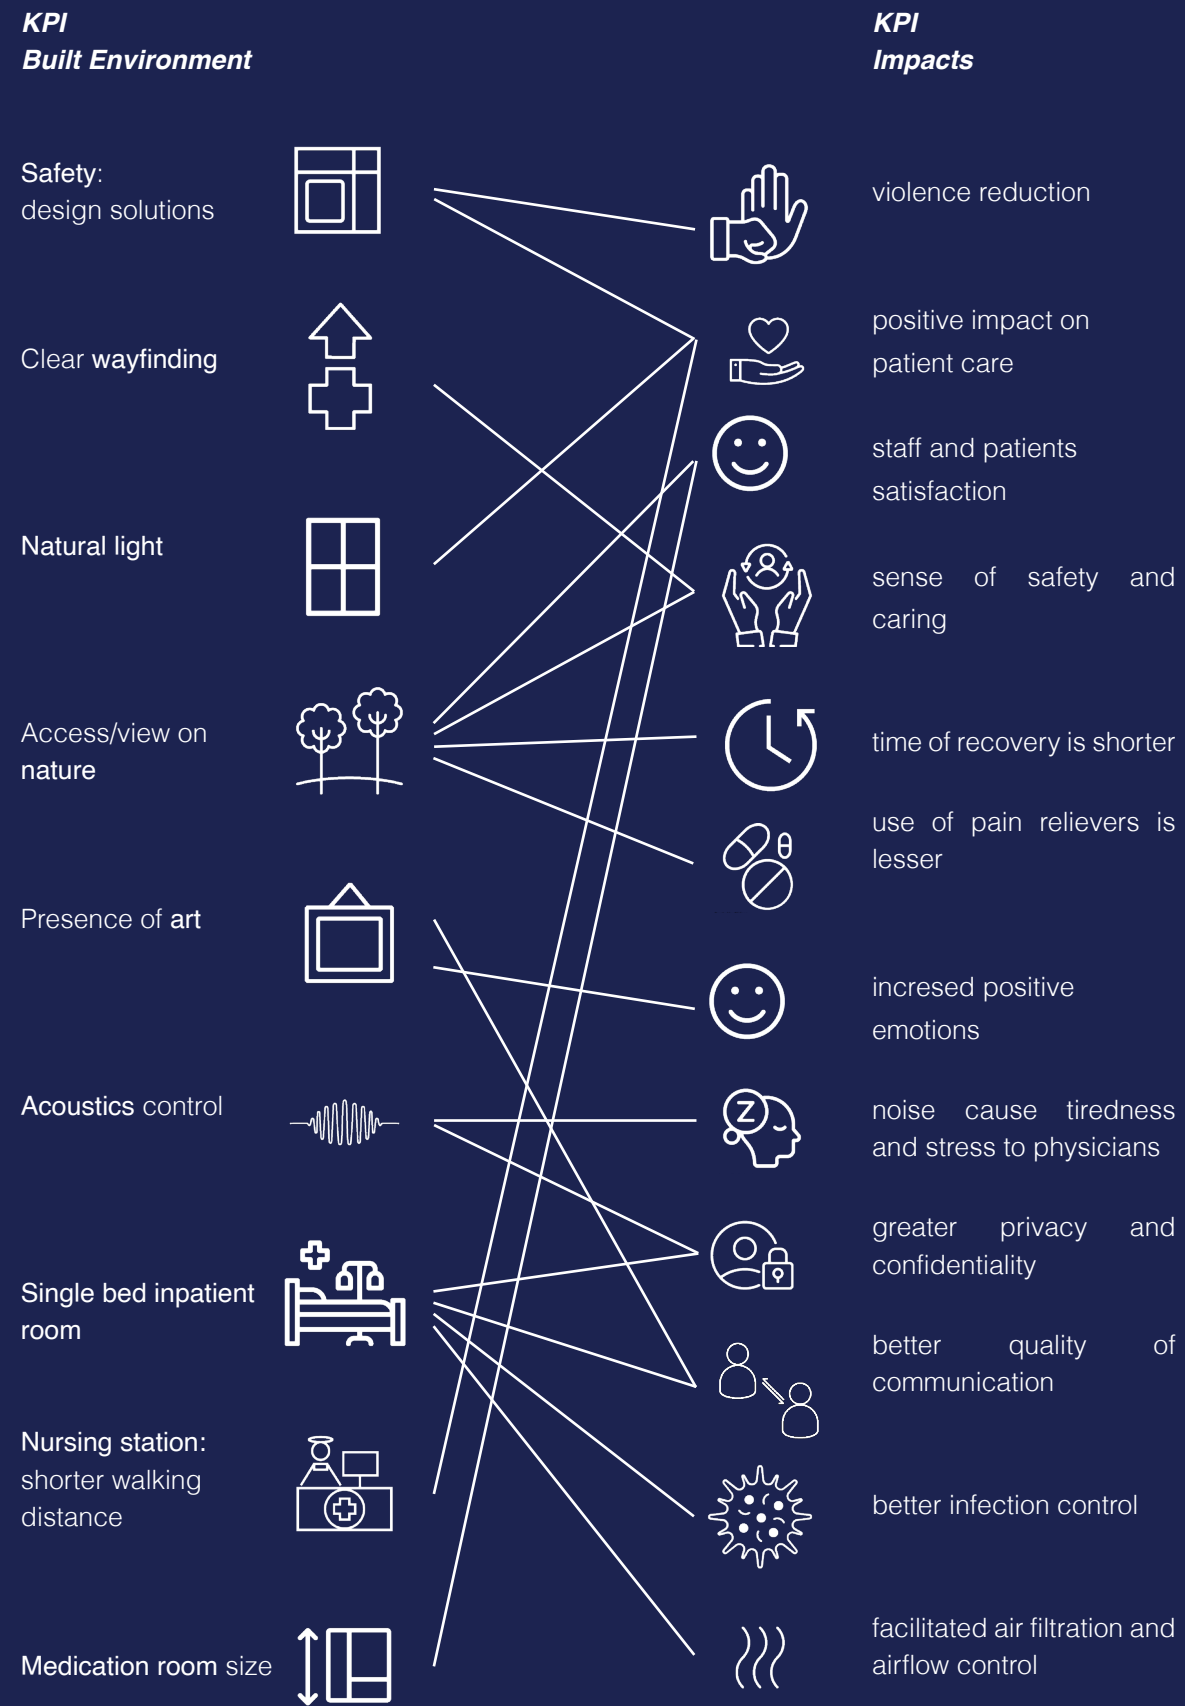 KPI
Built Environment
Safety:
design solutions
Clear wayfinding
Natural light
Access/view on
nature
Presence of art
Acoustics control
Single bed inpatient
room
Nursing station:
shorter walking
distance
Medication room size
KPI
Impacts
violence reduction
positive impact on
patient care
staff and patients
satisfaction
sense of safety and
caring
time of recovery is shorter
use of pain relievers is
lesser
incresed positive
emotions
Z
noise cause tiredness
and stress to physicians
greater privacy and
confidentiality
better quality of
communication
better infection control
facilitated air filtration and
airflow control